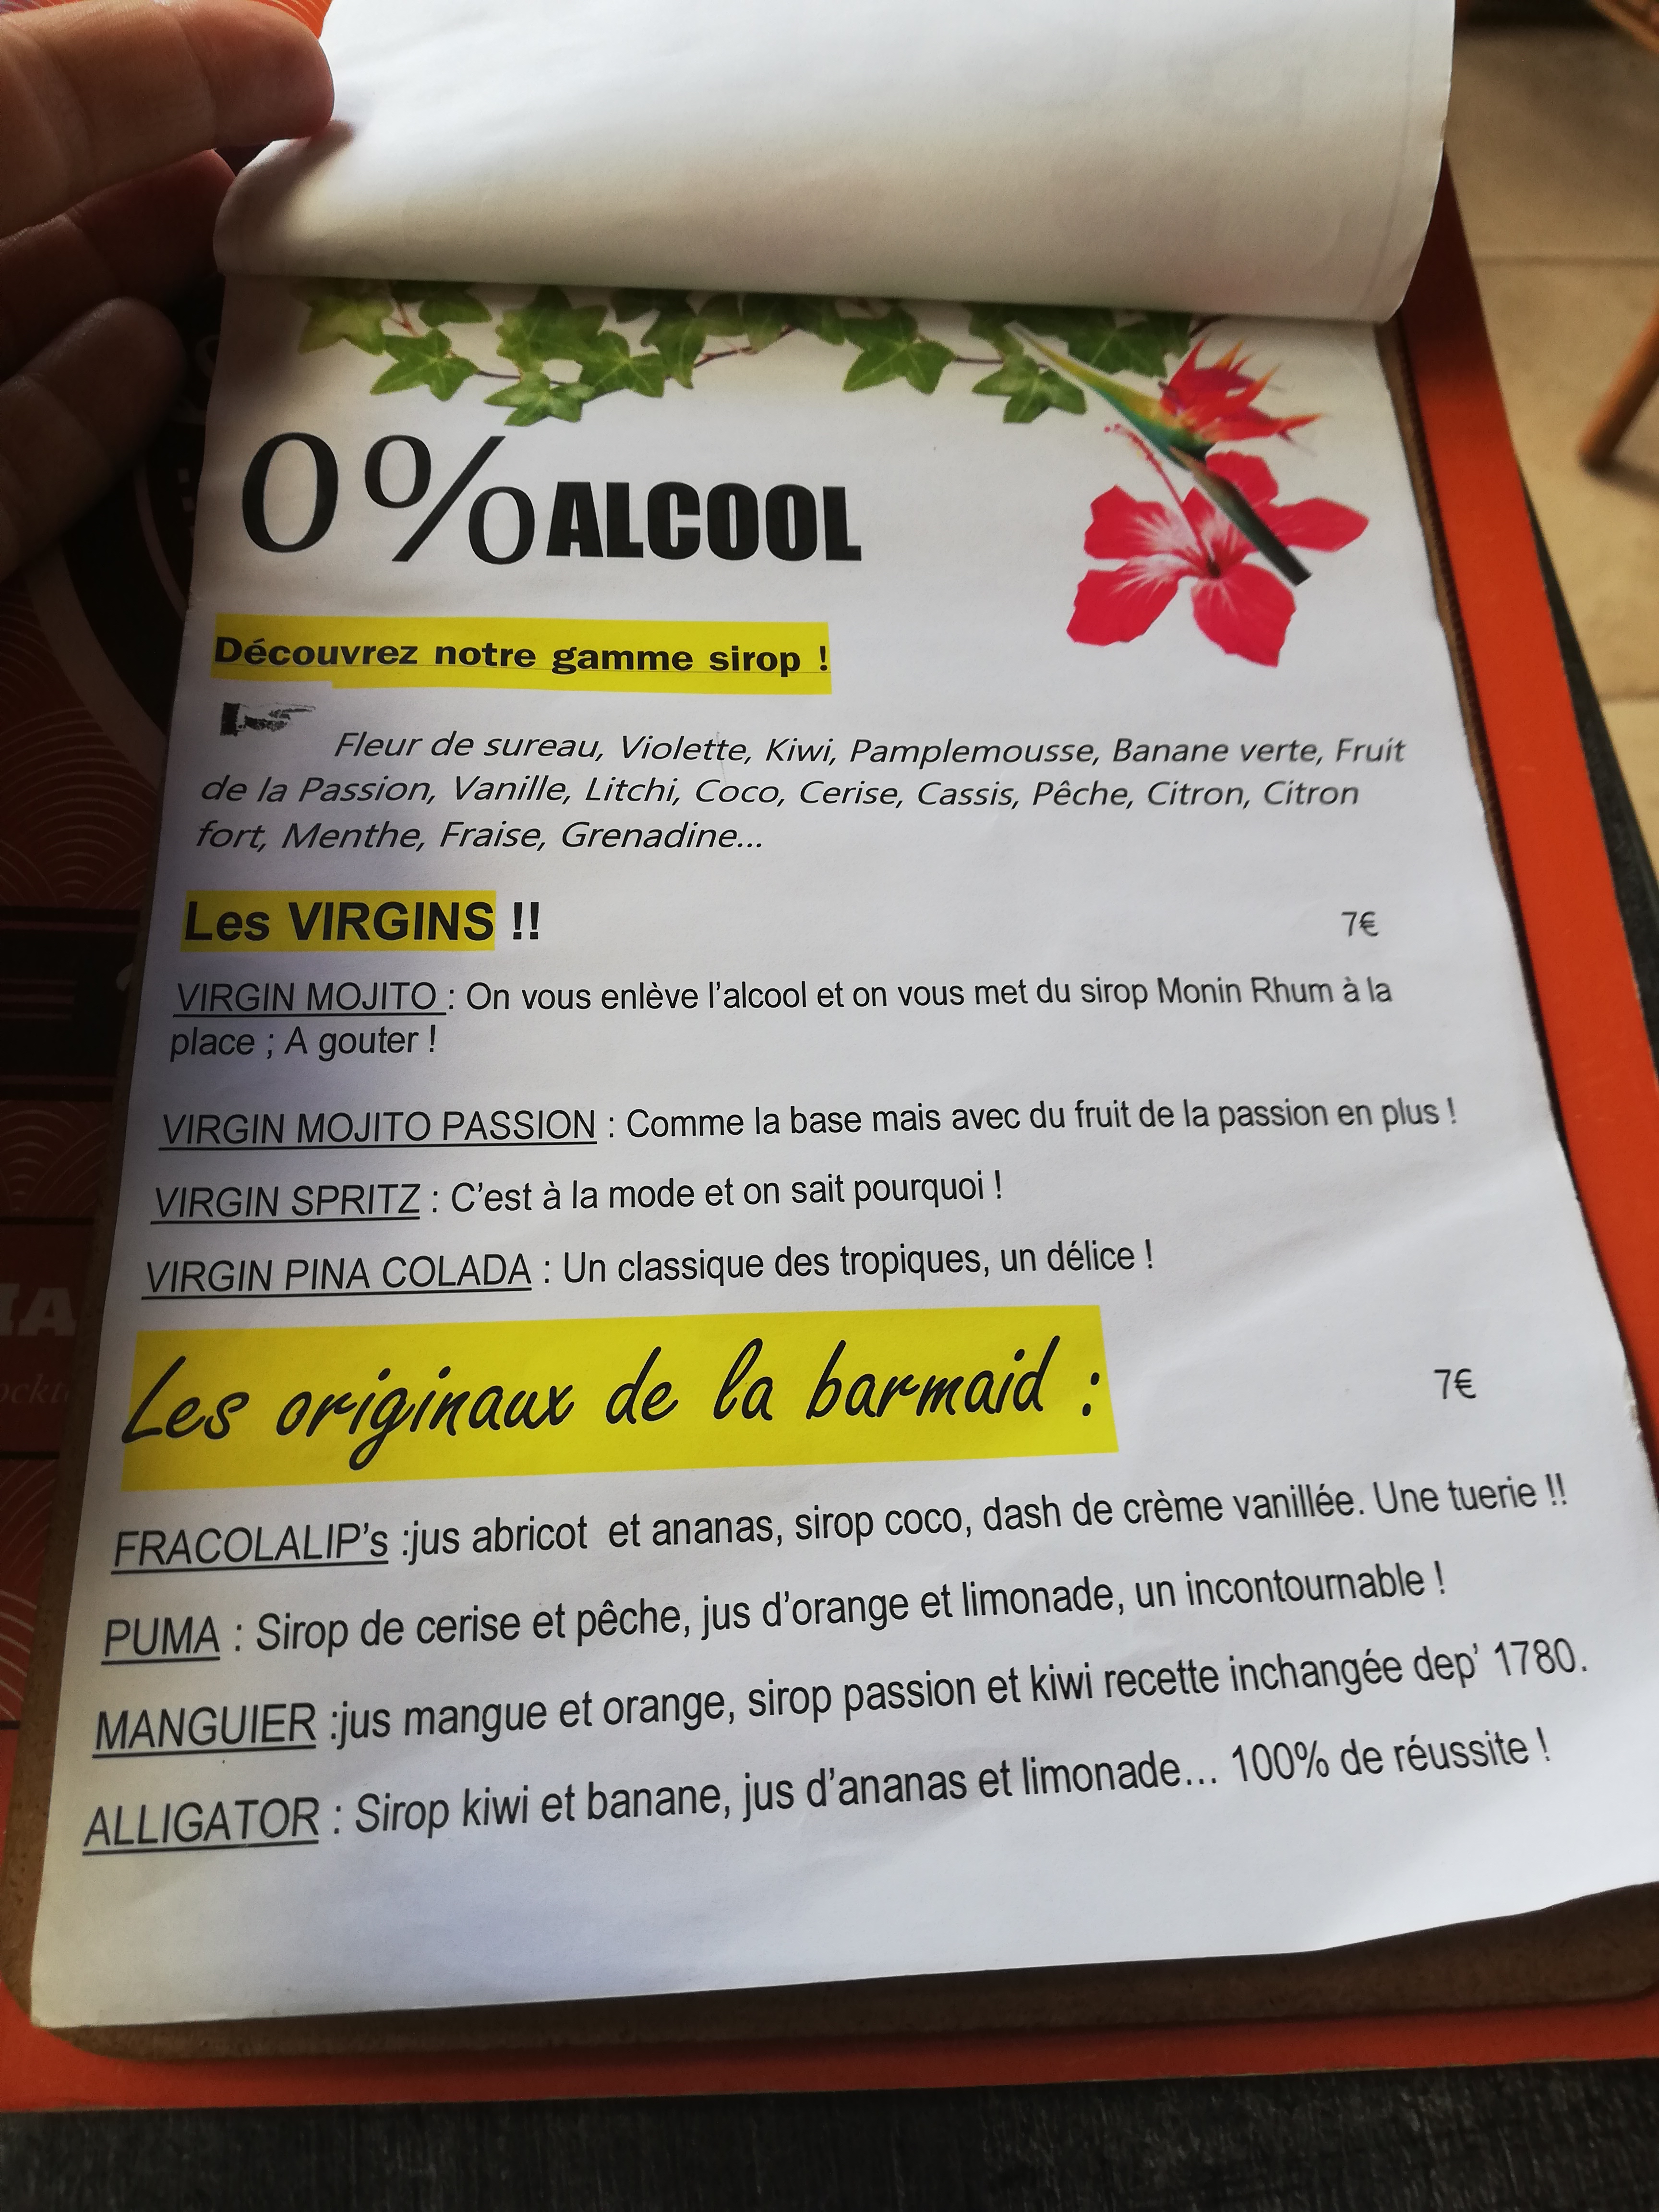 0% ALCOOL
Découvrez notre gamme sirop !
Fleur de sureau, Violette, Kiwi, Pamplemousse, Banane verte, Fruit
de la Passion, Vanille, Litchi, Coco, Cerise, Cassis, Pêche, Citron, Citron
fort, Menthe, Fraise, Grenadine...
Les VIRGINS !! 7€
VIRGIN MOJITO : On vous enlève l'alcool et on vous met du sirop Monin Rhum à la
place ; A gouter !
VIRGIN MOJITO PASSION : Comme la base mais avec du fruit de la passion en plus !
VIRGIN SPRITZ : C'est à la mode et on sait pourquoi !
VIRGIN PINA COLADA : Un classique des tropiques, un délice !
Les originaux de la barmaid : 7€
FRACOLALIP's :jus abricot et ananas, sirop coco, dash de crème vanillée. Une tuerie !!
PUMA : Sirop de cerise et pêche, jus d'orange et limonade, un incontournable !
MANGUIER :jus mangue et orange, sirop passion et kiwi recette inchangée dep' 1780.
ALLIGATOR : Sirop kiwi et banane, jus d'ananas et limonade... 100% de réussite !